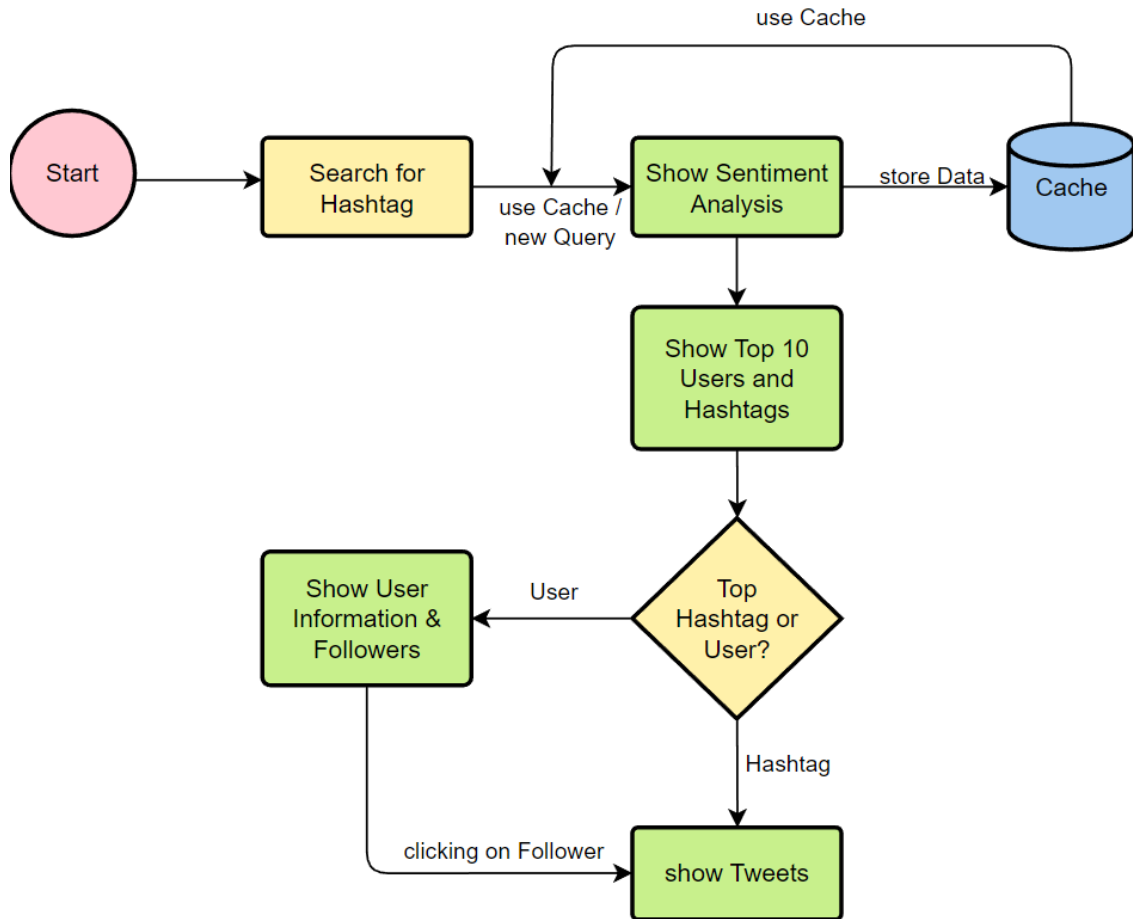 use Cache
Start
Search for
Hashtag
use Cache /
new Query
Show Sentiment
Analysis
store Data
Cache
Show Top 10
Users and
Hashtags
Top
Hashtag or
User?
User
Show User
Information &
Followers
Hashtag
clicking on Follower
show Tweets